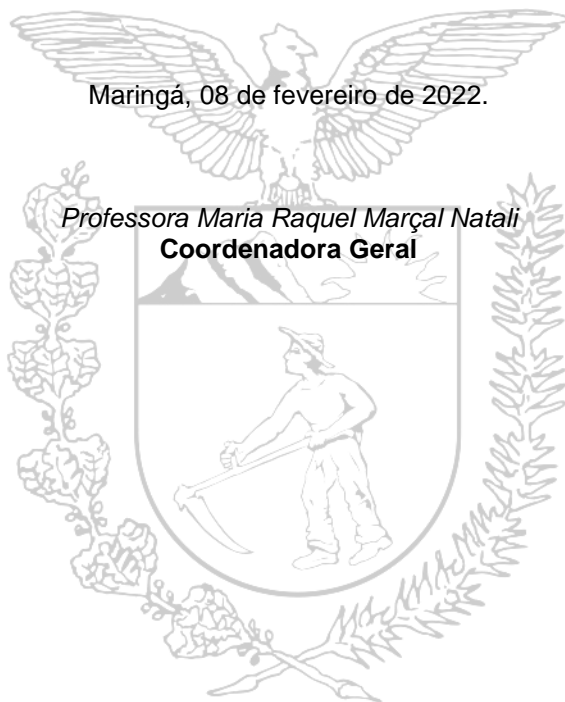 Maringá, 08 de fevereiro de 2022.
Professora Maria Raquel Marçal Natali
Coordenadora Geral